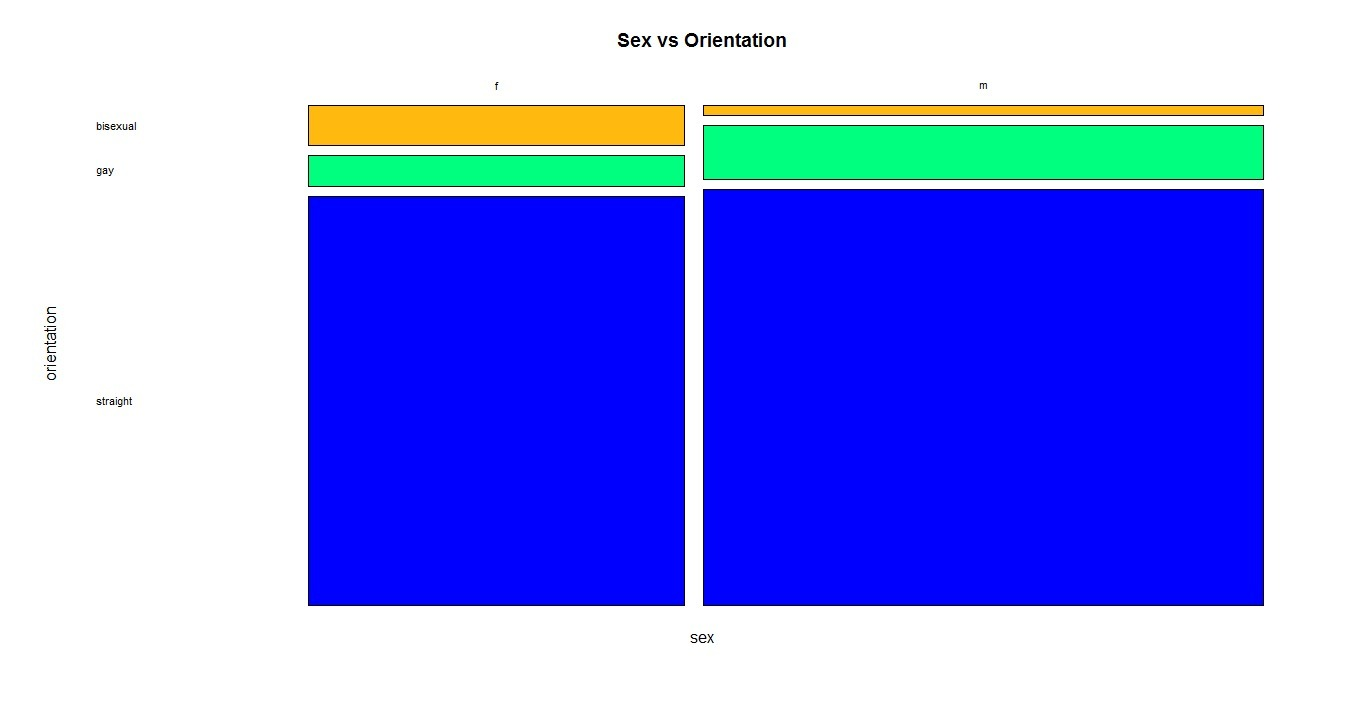 Sex vs Orientation
f
m
bisexual
gay
straight
orientation
sex